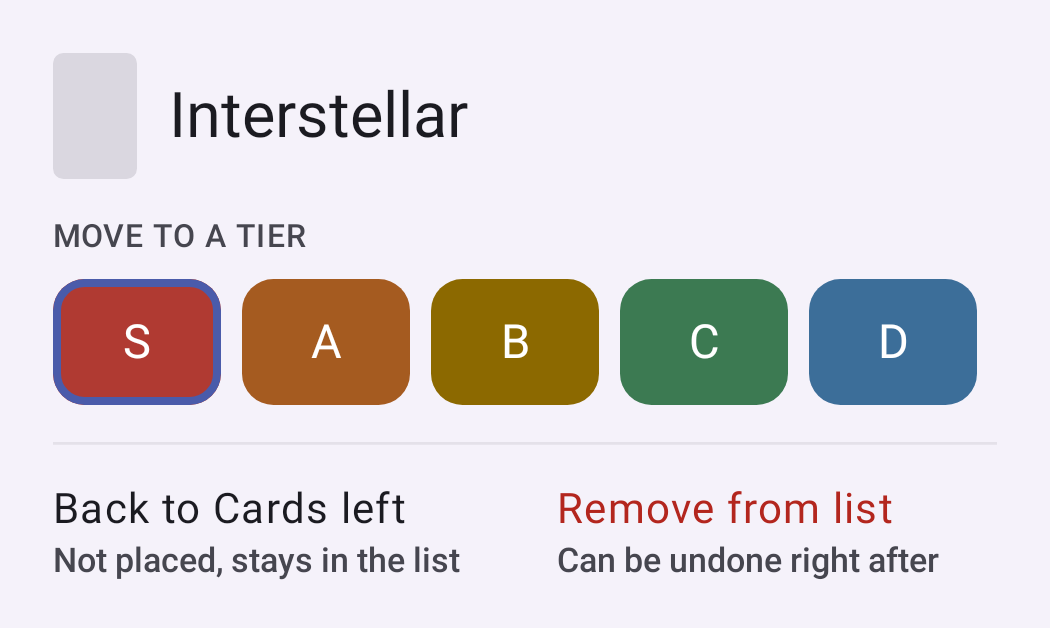 Interstellar
MOVE TO A TIER
S A B C D
Back to Cards left
Remove from list
Not placed, stays in the list
Can be undone right after